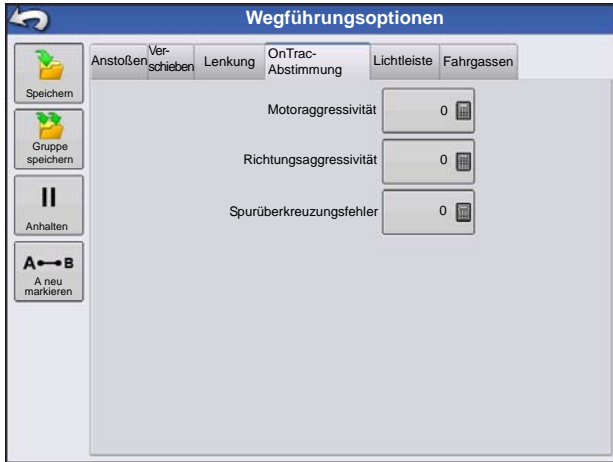 Wegführungsoptionen
Anstoßen
Ver-
schieben
Lenkung
OnTrac-
Abstimmung
Lichtleiste
Fahrgassen
Speichern
Gruppe
speichern
Anhalten
A B
A neu
markieren
Motoraggressivität 0
Richtungsaggressivität 0
Spurüberkreuzungsfehler 0